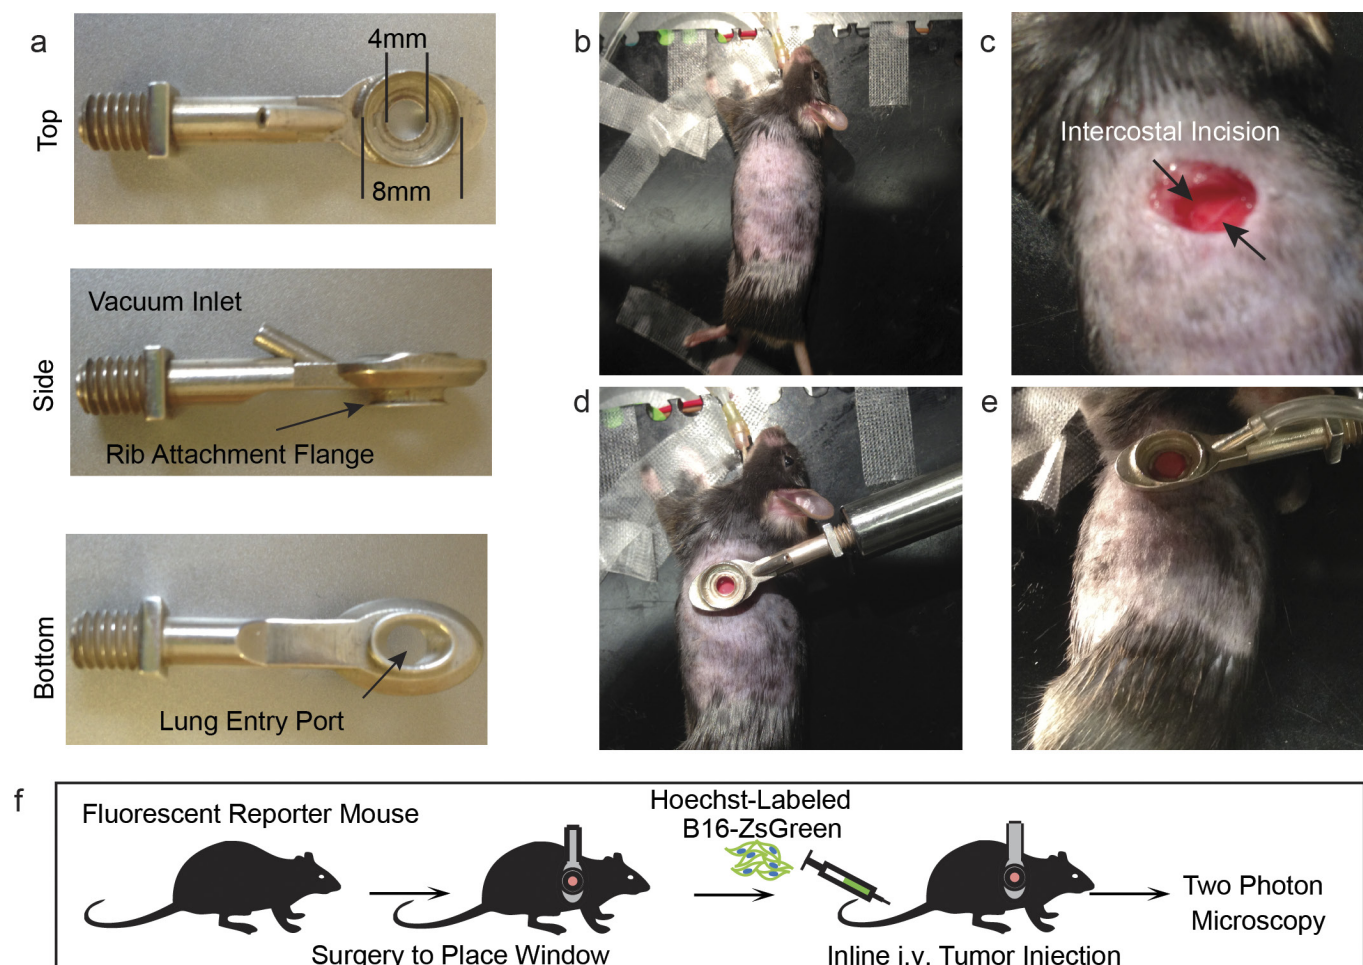 a
Top
4mm
8mm
Side
Vacuum Inlet
Rib Attachment Flange
Bottom
Lung Entry Port
b
c
Intercostal Incision
d
e
f
Fluorescent Reporter Mouse
Surgery to Place Window
Hoechst-Labeled
B16-ZsGreen
Inline i.v. Tumor Injection
Two Photon
Microscopy